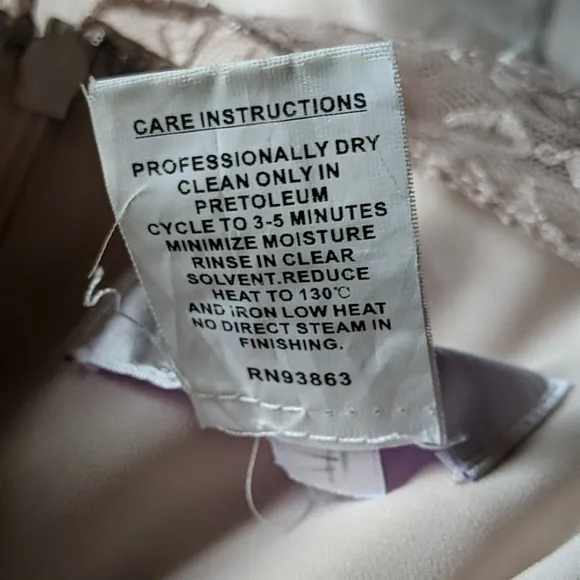 CARE INSTRUCTIONS
PROFESSIONALLY DRY
CLEAN ONLY IN
PRETOLEUM
CYCLE TO 3-5 MINUTES
MINIMIZE MOISTURE
RINSE IN CLEAR
SOLVENT.REDUCE
HEAT TO 130℃
AND IRON LOW HEAT
NO DIRECT STEAM IN
FINISHING.
RN93863